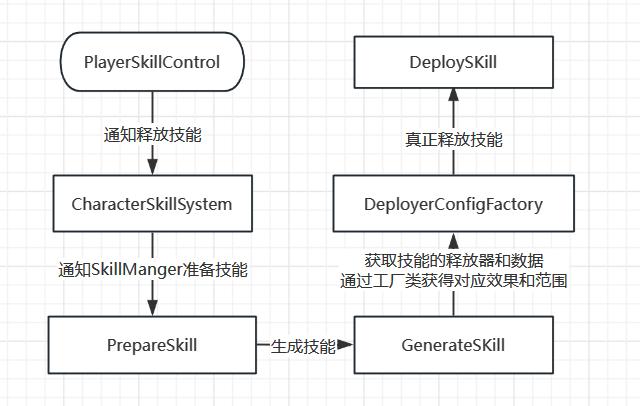 PlayerSkillControl
通知释放技能
CharacterSkillSystem
通知SkillManger准备技能
PrepareSkill
生成技能
GenerateSKill
获取技能的释放器和数据
通过工厂类获得对应效果和范围
DeployerConfigFactory
真正释放技能
DeploySKill